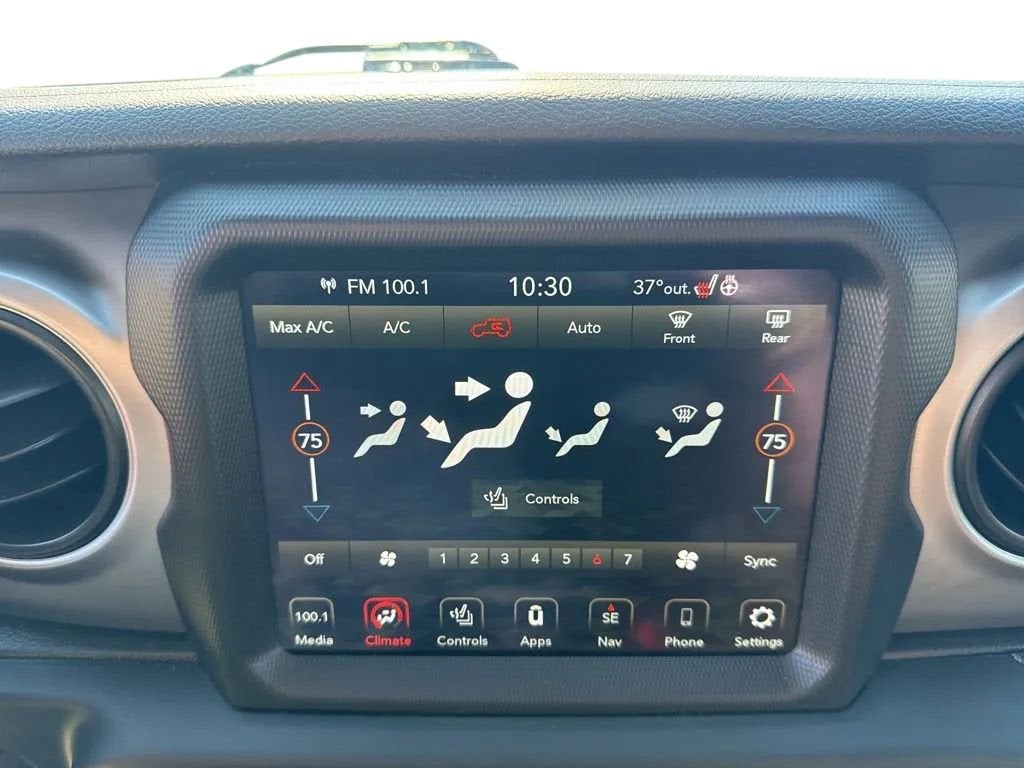 FM 100.1 10:30 37°out.
Max A/C A/C Auto Front Rear
75 75
Controls
Off 1 2 3 4 5 6 7 Sync
100.1 SE
Media Climate Controls Apps Nav Phone Settings